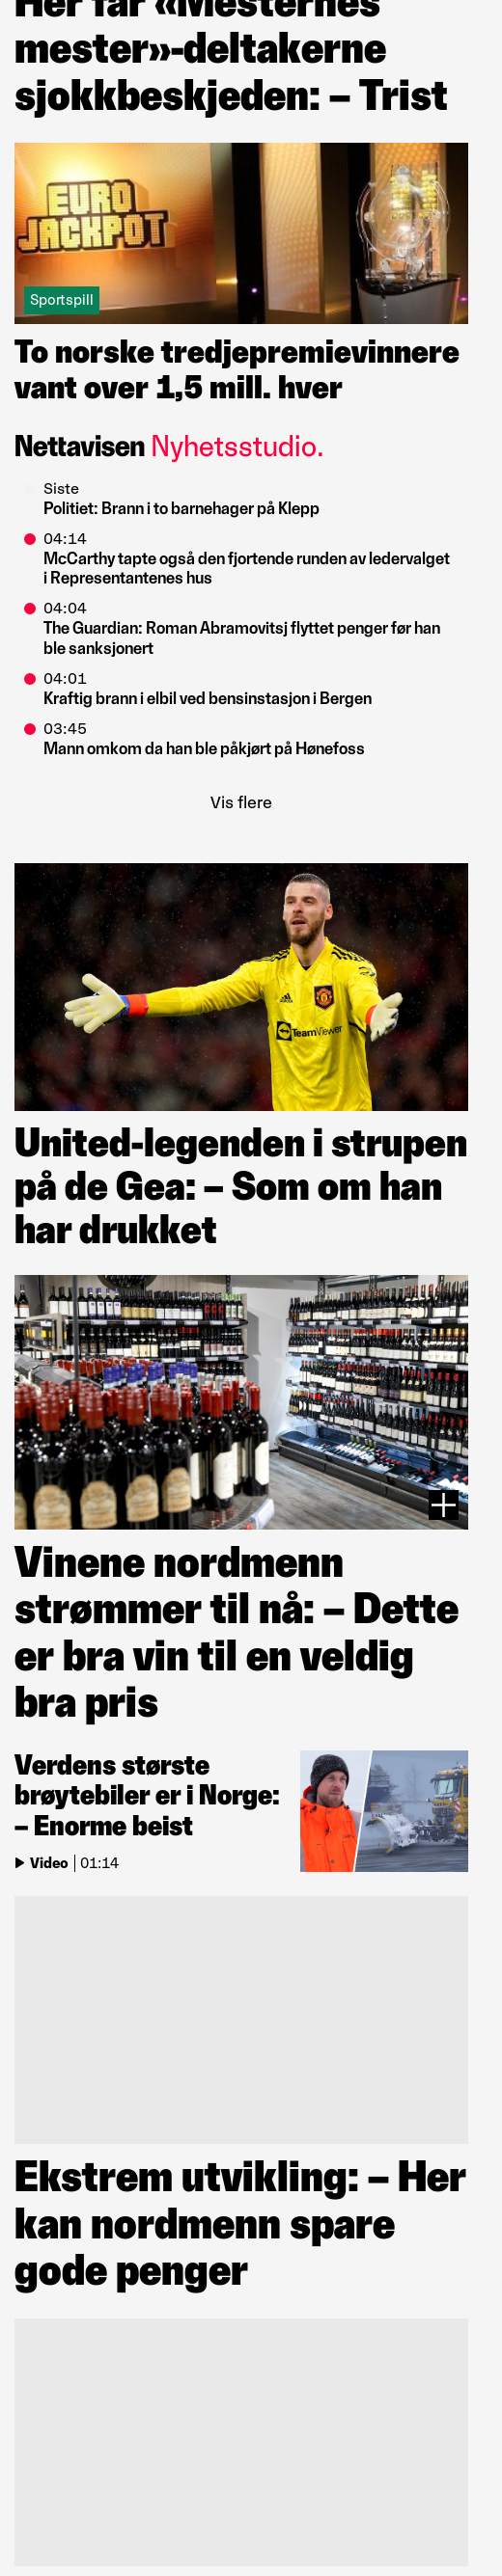 Her får «Mesternes
mester»-deltakerne
sjokkbeskjeden: – Trist
EURO
JACKPOT
Sportspill
To norske tredjepremievinnere
vant over 1,5 mill. hver
Nettavisen Nyhetsstudio.
Siste
Politiet: Brann i to barnehager på Klepp
04:14
McCarthy tapte også den fjortende runden av ledervalget
i Representantenes hus
04:04
The Guardian: Roman Abramovitsj flyttet penger før han
ble sanksjonert
04:01
Kraftig brann i elbil ved bensinstasjon i Bergen
03:45
Mann omkom da han ble påkjørt på Hønefoss
Vis flere
TeamViewer
United-legenden i strupen
på de Gea: – Som om han
har drukket
Vinene nordmenn
strømmer til nå: – Dette
er bra vin til en veldig
bra pris
Verdens største
brøytebiler er i Norge:
– Enorme beist
Video | 01:14
Ekstrem utvikling: – Her
kan nordmenn spare
gode penger